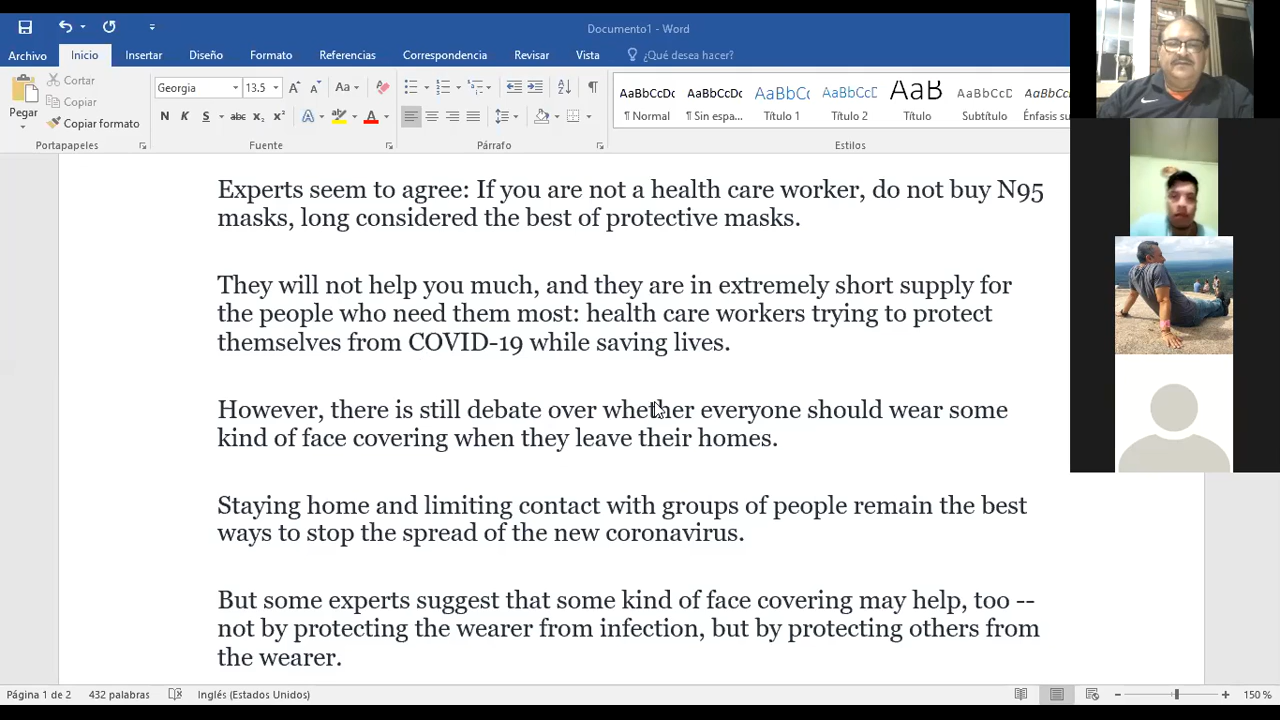 Documento1 - Word
Archivo Inicio Insertar Diseño Formato Referencias Correspondencia Revisar Vista ¿Qué desea hacer?
Pegar
Cortar
Copiar
Copiar formato
Portapapeles
Georgia 13.5 Aa
N K S abc x₂ x² A A
Fuente
Párrafo
AaBbCcDc AaBbCcDc AaBbCc AaBbCcD AaB AaBbCcD AaBbCcD
¶ Normal ¶ Sin espa... Título 1 Título 2 Título Subtítulo Énfasis su
Estilos
Experts seem to agree: If you are not a health care worker, do not buy N95
masks, long considered the best of protective masks.
They will not help you much, and they are in extremely short supply for
the people who need them most: health care workers trying to protect
themselves from COVID-19 while saving lives.
However, there is still debate over whether everyone should wear some
kind of face covering when they leave their homes.
Staying home and limiting contact with groups of people remain the best
ways to stop the spread of the new coronavirus.
But some experts suggest that some kind of face covering may help, too --
not by protecting the wearer from infection, but by protecting others from
the wearer.
Página 1 de 2 432 palabras Inglés (Estados Unidos) 150 %